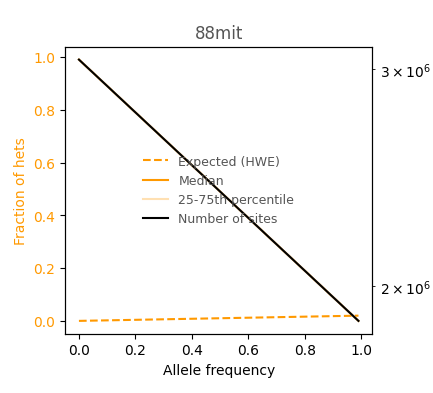 88mit
1.0
0.8
0.6
0.4
0.2
0.0
Fraction of hets
3 × 10⁶
2 × 10⁶
Expected (HWE)
Median
25-75th percentile
Number of sites
0.0 0.2 0.4 0.6 0.8 1.0
Allele frequency